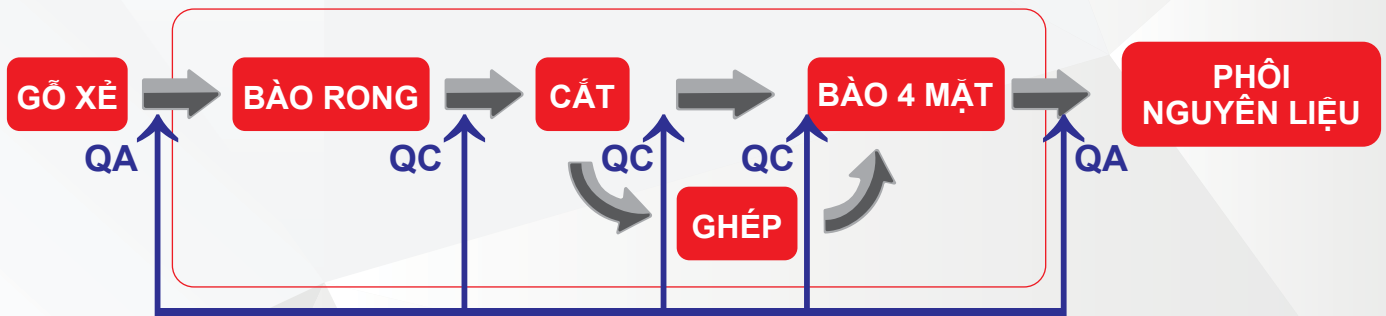 GỖ XẺ
BÀO RONG
CẮT
BÀO 4 MẶT
PHÔI
NGUYÊN LIỆU
QA
QC
QC
QC
QA
GHÉP